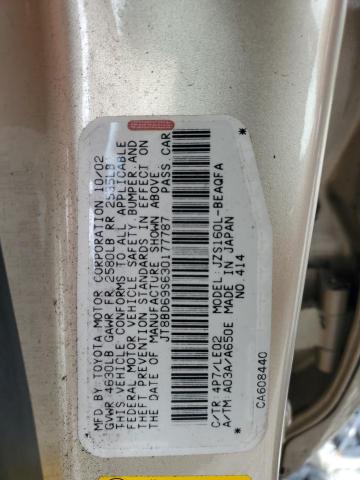 MFD. BY TOYOTA MOTOR CORPORATION 10/02
GVWR 4630LB GAWR FR 2580LB RR 2535LB
THIS VEHICLE CONFORMS TO ALL APPLICABLE
FEDERAL MOTOR VEHICLE SAFETY, BUMPER, AND
THEFT PREVENTION STANDARDS IN EFFECT ON
THE DATE OF MANUFACTURE SHOWN ABOVE.
JT8BD69S630177787 PASS. CAR
C/TR 4P7/LE02 MODEL: UZS160L-BEAQFA
A/TM A03A/A650E MADE IN JAPAN
NO. 414
CA608440